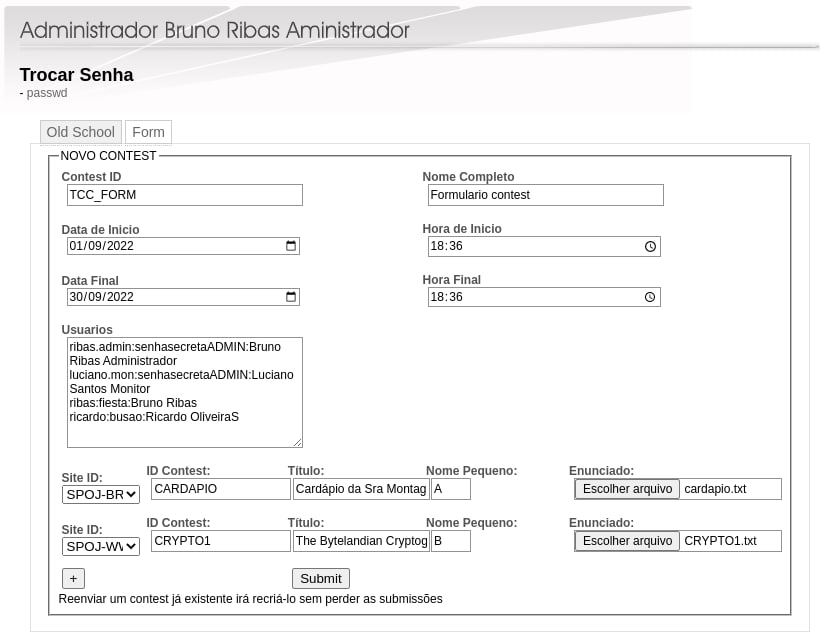 Administrador Bruno Ribas Aministrador
Trocar Senha
- passwd
Old School Form
NOVO CONTEST
Contest ID Nome Completo
TCC_FORM Formulario contest
Data de Inicio Hora de Inicio
01/09/2022 18:36
Data Final Hora Final
30/09/2022 18:36
Usuarios
ribas.admin:senhasecretaADMIN:Bruno
Ribas Administrador
luciano.mon:senhasecretaADMIN:Luciano
Santos Monitor
ribas:fiesta:Bruno Ribas
ricardo:busao:Ricardo OliveiraS
Site ID: ID Contest: Título: Nome Pequeno: Enunciado:
SPOJ-BR CARDAPIO Cardápio da Sra Montag A Escolher arquivo cardapio.txt
Site ID: ID Contest: Título: Nome Pequeno: Enunciado:
SPOJ-WW CRYPTO1 The Bytelandian Cryptog B Escolher arquivo CRYPTO1.txt
+ Submit
Reenviar um contest já existente irá recriá-lo sem perder as submissões